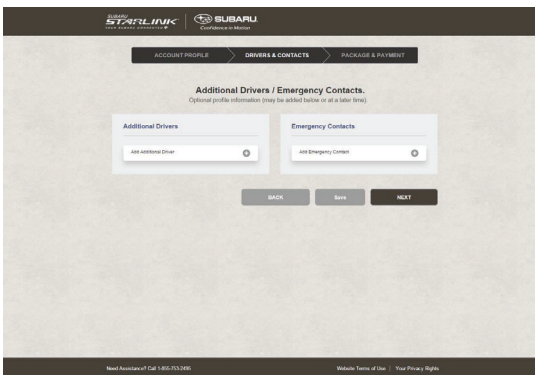 SUBARU
STARLINK
YOUR SUBARU CONNECTED
SUBARU
Confidence in Motion
ACCOUNT PROFILE
DRIVERS & CONTACTS
PACKAGE & PAYMENT
Additional Drivers / Emergency Contacts.
Optional profile information (may be added below or at a later time)
Additional Drivers
Add Additional Driver
Emergency Contacts
Add Emergency Contact
BACK
Save
NEXT
Need Assistance? Call 1-855-753-2495
Website Terms of Use | Your Privacy Rights